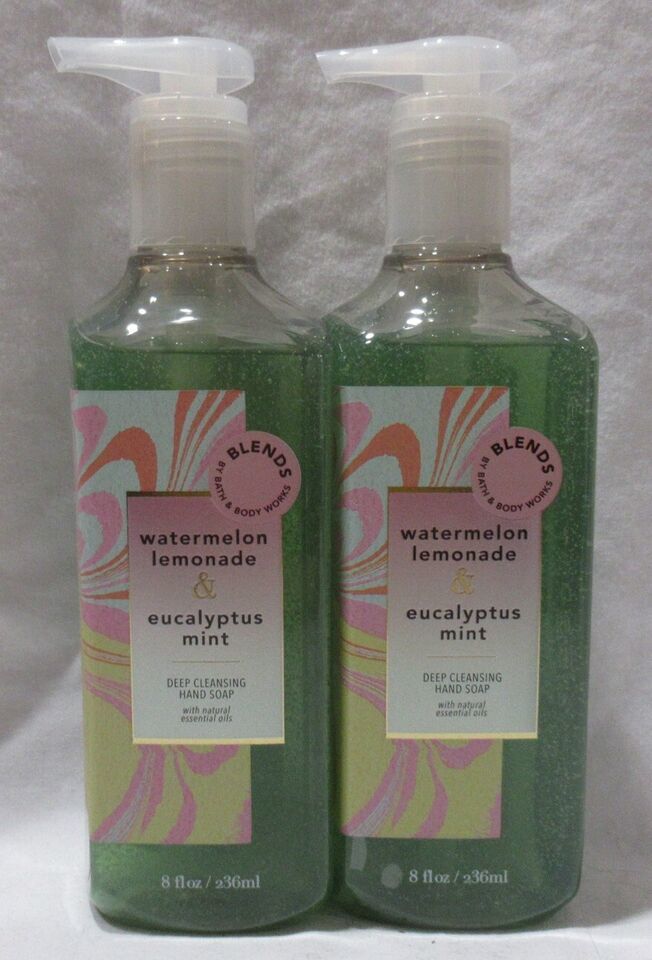 BLENDS
BY BATH & BODY WORKS
watermelon
lemonade
&
eucalyptus
mint
DEEP CLEANSING
HAND SOAP
with natural
essential oils
8 fl oz / 236ml
BLENDS
BY BATH & BODY WORKS
watermelon
lemonade
&
eucalyptus
mint
DEEP CLEANSING
HAND SOAP
with natural
essential oils
8 fl oz / 236ml